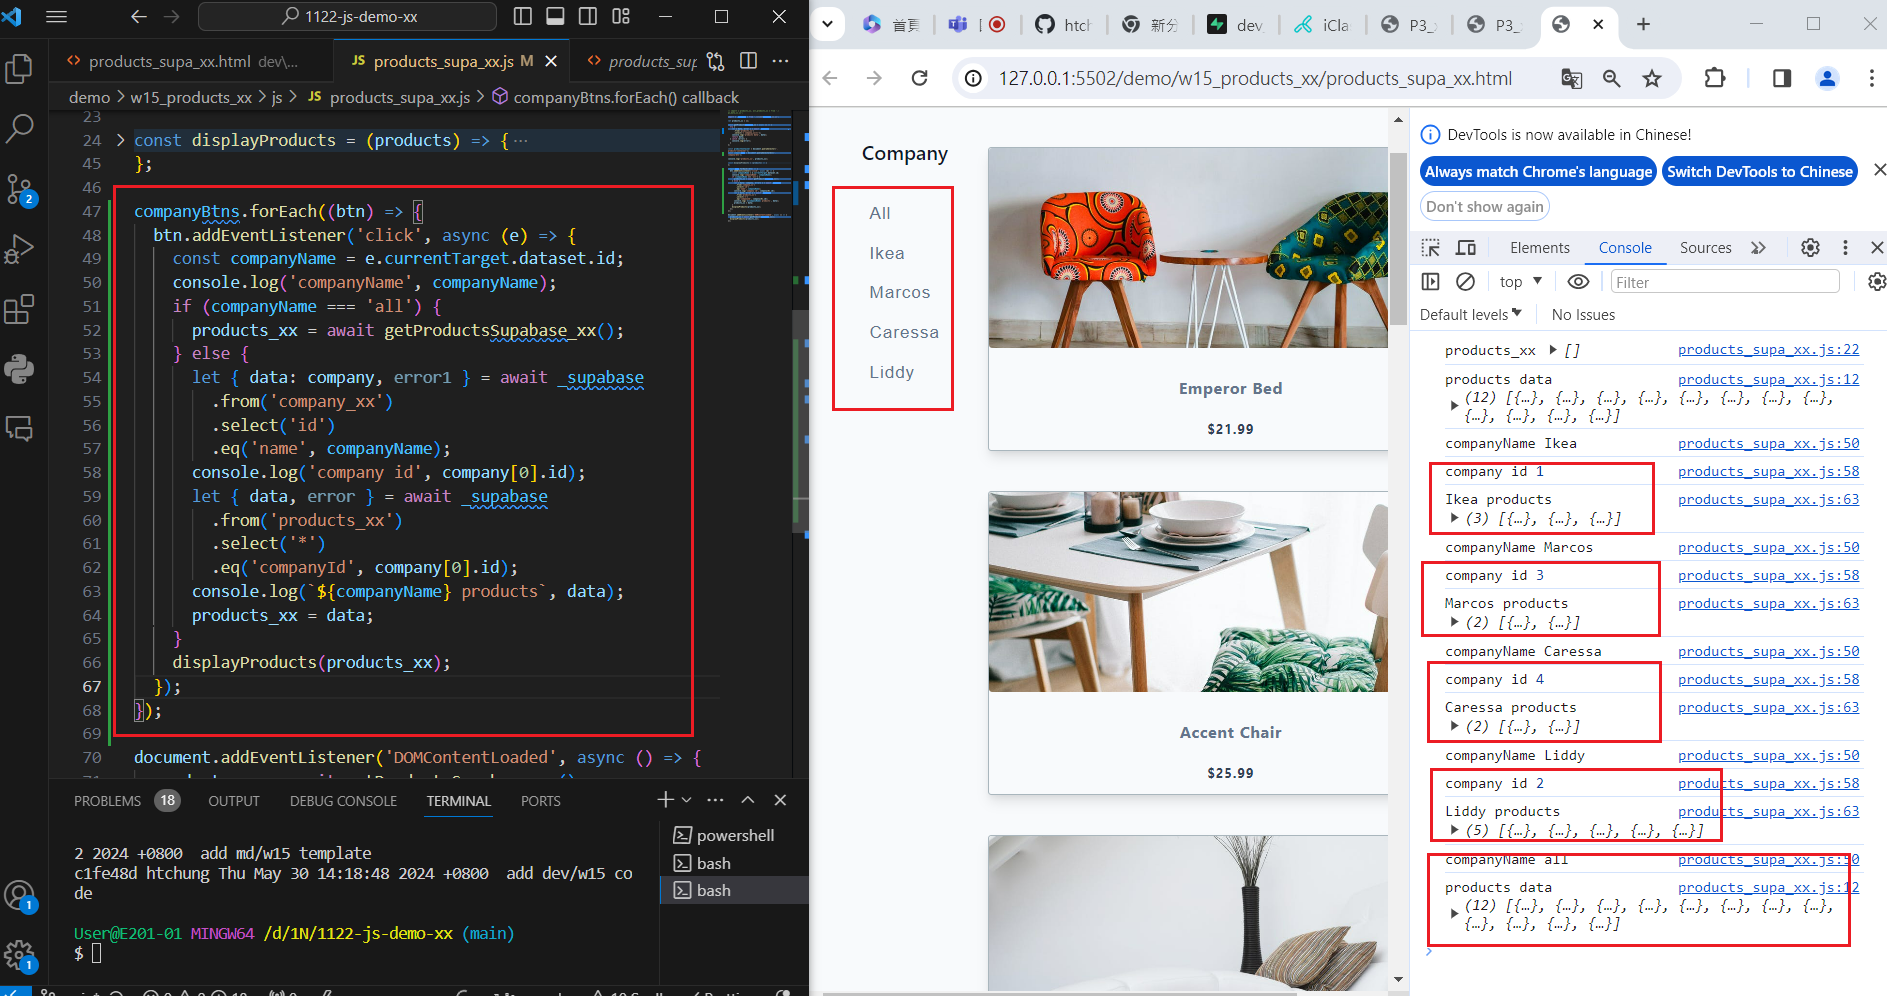 1122-js-demo-xx
products_supa_xx.html dev\...
JS products_supa_xx.js M
products_sup
demo > w15_products_xx > js > JS products_supa_xx.js > companyBtns.forEach() callback
23
24 const displayProducts = (products) => {···
45 };
46
47 companyBtns.forEach((btn) => {
48 btn.addEventListener('click', async (e) => {
49 const companyName = e.currentTarget.dataset.id;
50 console.log('companyName', companyName);
51 if (companyName === 'all') {
52 products_xx = await getProductsSupabase_xx();
53 } else {
54 let { data: company, error1 } = await _supabase
55 .from('company_xx')
56 .select('id')
57 .eq('name', companyName);
58 console.log('company id', company[0].id);
59 let { data, error } = await _supabase
60 .from('products_xx')
61 .select('*')
62 .eq('companyId', company[0].id);
63 console.log(`${companyName} products`, data);
64 products_xx = data;
65 }
66 displayProducts(products_xx);
67 });
68 });
69
70 document.addEventListener('DOMContentLoaded', async () => {
2
1
1
PROBLEMS 18 OUTPUT DEBUG CONSOLE TERMINAL PORTS
powershell
bash
bash
2 2024 +0800 add md/w15 template
c1fe48d htchung Thu May 30 14:18:48 2024 +0800 add dev/w15 co
de
User@E201-01 MINGW64 /d/1N/1122-js-demo-xx (main)
$
首頁
htch
新分
dev_
iCla
P3_
P3_
127.0.0.1:5502/demo/w15_products_xx/products_supa_xx.html
Company
All
Ikea
Marcos
Caressa
Liddy
Emperor Bed
$21.99
Accent Chair
$25.99
DevTools is now available in Chinese!
Always match Chrome's language
Switch DevTools to Chinese
Don't show again
Elements Console Sources
top
Filter
Default levels No Issues
products_xx ▶ [] products_supa_xx.js:22
products data products_supa_xx.js:12
▶ (12) [{…}, {…}, {…}, {…}, {…}, {…}, {…}, {…},
{…}, {…}, {…}, {…}]
companyName Ikea products_supa_xx.js:50
company id 1 products_supa_xx.js:58
Ikea products products_supa_xx.js:63
▶ (3) [{…}, {…}, {…}]
companyName Marcos products_supa_xx.js:50
company id 3 products_supa_xx.js:58
Marcos products products_supa_xx.js:63
▶ (2) [{…}, {…}]
companyName Caressa products_supa_xx.js:50
company id 4 products_supa_xx.js:58
Caressa products products_supa_xx.js:63
▶ (2) [{…}, {…}]
companyName Liddy products_supa_xx.js:50
company id 2 products_supa_xx.js:58
Liddy products products_supa_xx.js:63
▶ (5) [{…}, {…}, {…}, {…}, {…}]
companyName all products_supa_xx.js:50
products data products_supa_xx.js:12
▶ (12) [{…}, {…}, {…}, {…}, {…}, {…}, {…}, {…},
{…}, {…}, {…}, {…}]